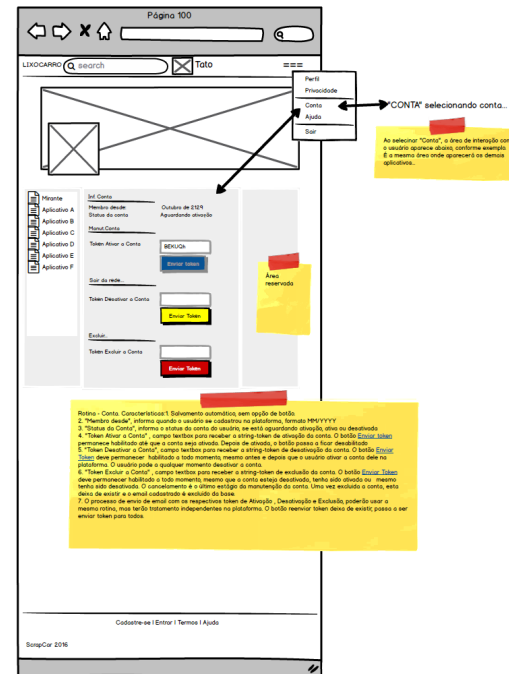 Página 100
LIXOCARRO
search
Tato
===
Perfil
Privacidade
Conta
Ajuda
Sair
"CONTA" selecionando conta...
Ao selecinar "Conta", a área de interação com
o usuário aparece abaixo, conforme exemplo.
É a mesma área onde aparecerá os demais
aplicativos..
Mirante
Aplicativo A
Aplicativo B
Aplicativo C
Aplicativo D
Aplicativo E
Aplicativo F
Inf. Conta
Membro desde: Outubro de 2129
Status da conta Aguardando ativação
Manut.Conta
Token Ativar a Conta BEKUQh
Enviar Token
Sair da rede...
Token Desativar a Conta
Enviar Token
Excluir.
Token Excluir a Conta
Enviar Token
Área
reservada
Rotina - Conta. Características:1. Salvamento automático, sem opção de botão.
2. "Membro desde", informa quando o usuário se cadastrou na plataforma, formato MM/YYYY
3. "Status da Conta", informa o status da conta do usuário, se está aguardando ativação, ativa ou desativada
4. "Token Ativar a Conta" , campo textbox para receber a string-token de ativação da conta. O botão Enviar token
permanece habilitado até que a conta seja ativada. Depois de ativada, o botão passa a ficar desabilitado
5. "Token Desativar a Conta", campo textbox para receber a string-token de desativação da conta. O botão Enviar
Token deve permanecer habilitado a todo momento, mesmo antes e depois que o usuário ativar a conta dele na
plataforma. O usuário pode a qualquer momento desativar a conta.
6. "Token Excluir a Conta" , campo textbox para receber a string-token de exclusão da conta. O botão Enviar Token
deve permanecer habilitado a todo momento, mesmo que a conta esteja desativada, tenha sido ativada ou mesmo
tenha sido desativada. O cancelamento é o último estágio da manutenção da conta. Uma vez excluida a conta, esta
deixa de existir e o email cadastrado é excluído da base.
7. O processo de envio de email com os respectivos token de Ativação , Desativação e Exclusão, poderão usar a
mesma rotina, mas terão tratamento independentes na plataforma. O botão reenviar token deixa de existir, passa a ser
enviar token para todos.
Cadastre-se | Entrar | Termos | Ajuda
ScrapCar 2016